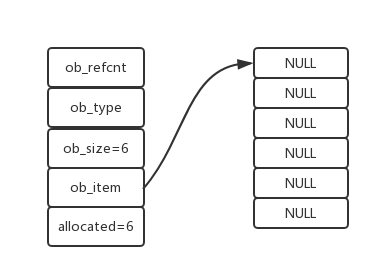 ob_refcnt
ob_type
ob_size=6
ob_item
allocated=6
NULL
NULL
NULL
NULL
NULL
NULL